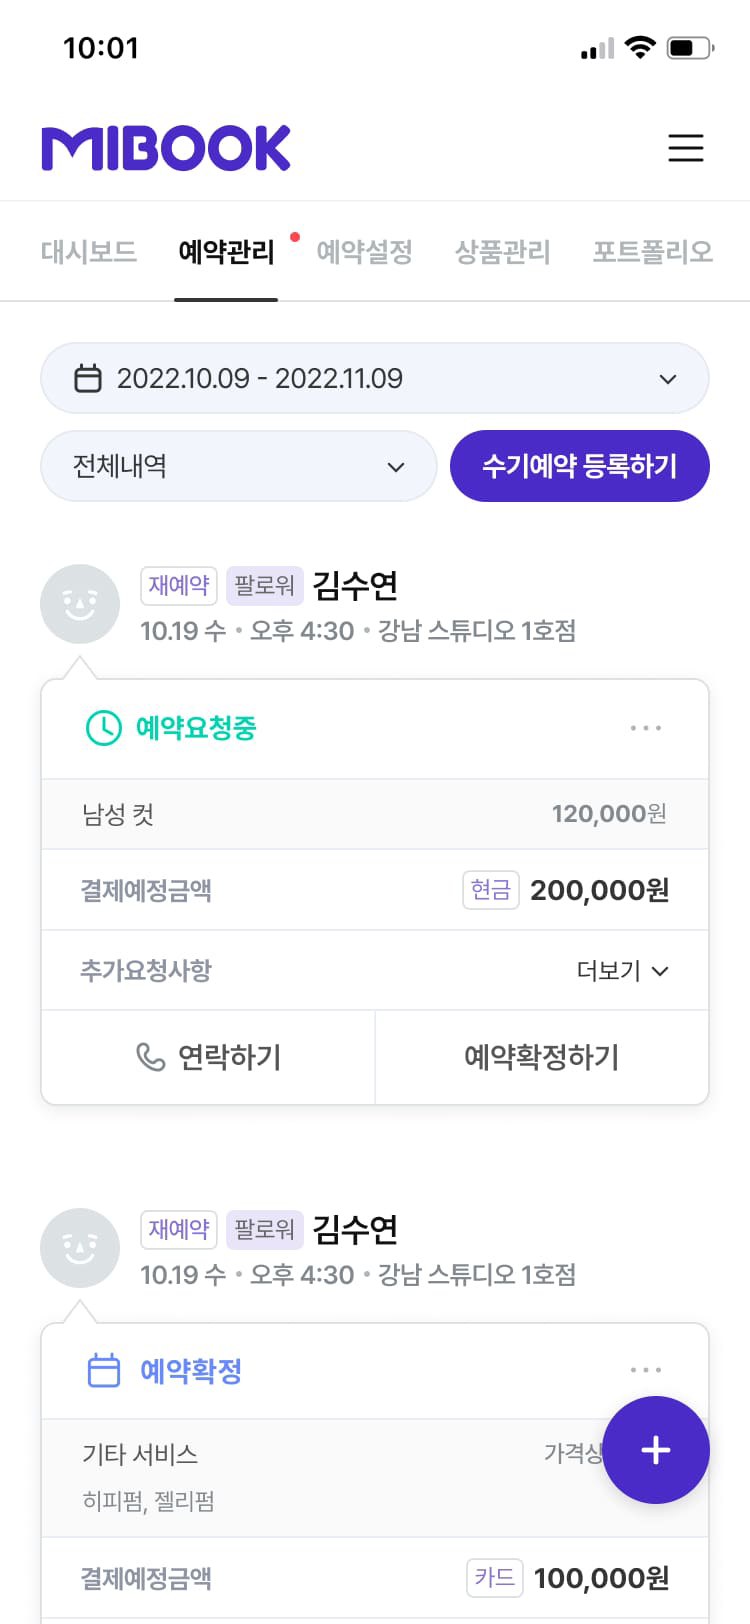 10:01
MIBOOK
대시보드 예약관리 예약설정 상품관리 포트폴리오
2022.10.09 - 2022.11.09
전체내역 수기예약 등록하기
재예약 팔로워 김수연
10.19 수 • 오후 4:30 • 강남 스튜디오 1호점
예약요청중
남성 컷 120,000원
결제예정금액 현금 200,000원
추가요청사항 더보기
연락하기 예약확정하기
재예약 팔로워 김수연
10.19 수 • 오후 4:30 • 강남 스튜디오 1호점
예약확정
기타 서비스 가격상
히피펌, 젤리펌
결제예정금액 카드 100,000원